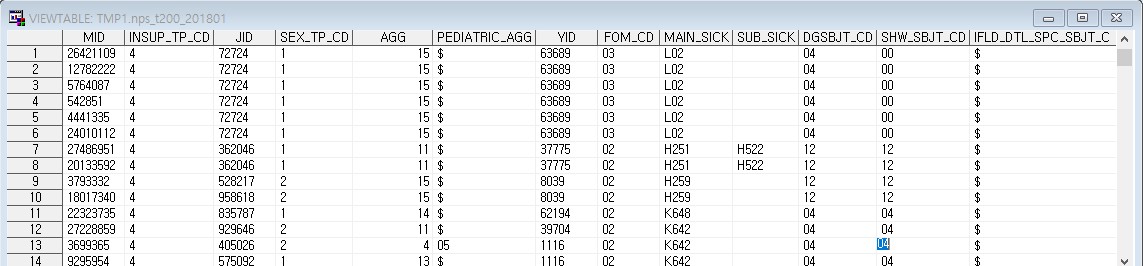 VIEWTABLE: TMP1.nps_t200_201801
MID INSUP_TP_CD JID SEX_TP_CD AGG PEDIATRIC_AGG YID FOM_CD MAIN_SICK SUB_SICK DGSBJT_CD SHW_SBJT_CD IFLD_DTL_SPC_SBJT_C
1 26421109 4 72724 1 15 $ 63689 03 L02 04 00 $
2 12782222 4 72724 1 15 $ 63689 03 L02 04 00 $
3 5764087 4 72724 1 15 $ 63689 03 L02 04 00 $
4 542851 4 72724 1 15 $ 63689 03 L02 04 00 $
5 4441335 4 72724 1 15 $ 63689 03 L02 04 00 $
6 24010112 4 72724 1 15 $ 63689 03 L02 04 00 $
7 27486951 4 362046 1 11 $ 37775 02 H251 H522 12 12 $
8 20133592 4 362046 1 11 $ 37775 02 H251 H522 12 12 $
9 3793332 4 528217 2 15 $ 8039 02 H259 12 12 $
10 18017340 4 958618 2 15 $ 8039 02 H259 12 12 $
11 22323735 4 835787 1 14 $ 62194 02 K648 04 04 $
12 27228859 4 929646 2 11 $ 39704 02 K642 04 04 $
13 3699365 4 405026 2 4 05 1116 02 K642 04 04 $
14 9295954 4 575092 1 13 $ 1116 02 K642 04 04 $